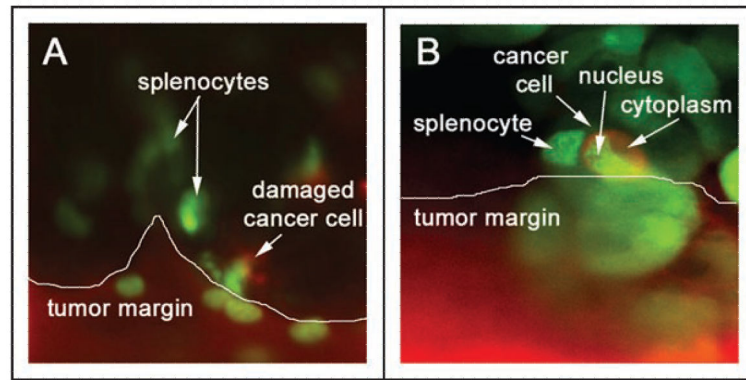 A
splenocytes
damaged
cancer cell
tumor margin
B
cancer
cell
nucleus
cytoplasm
splenocyte
tumor margin